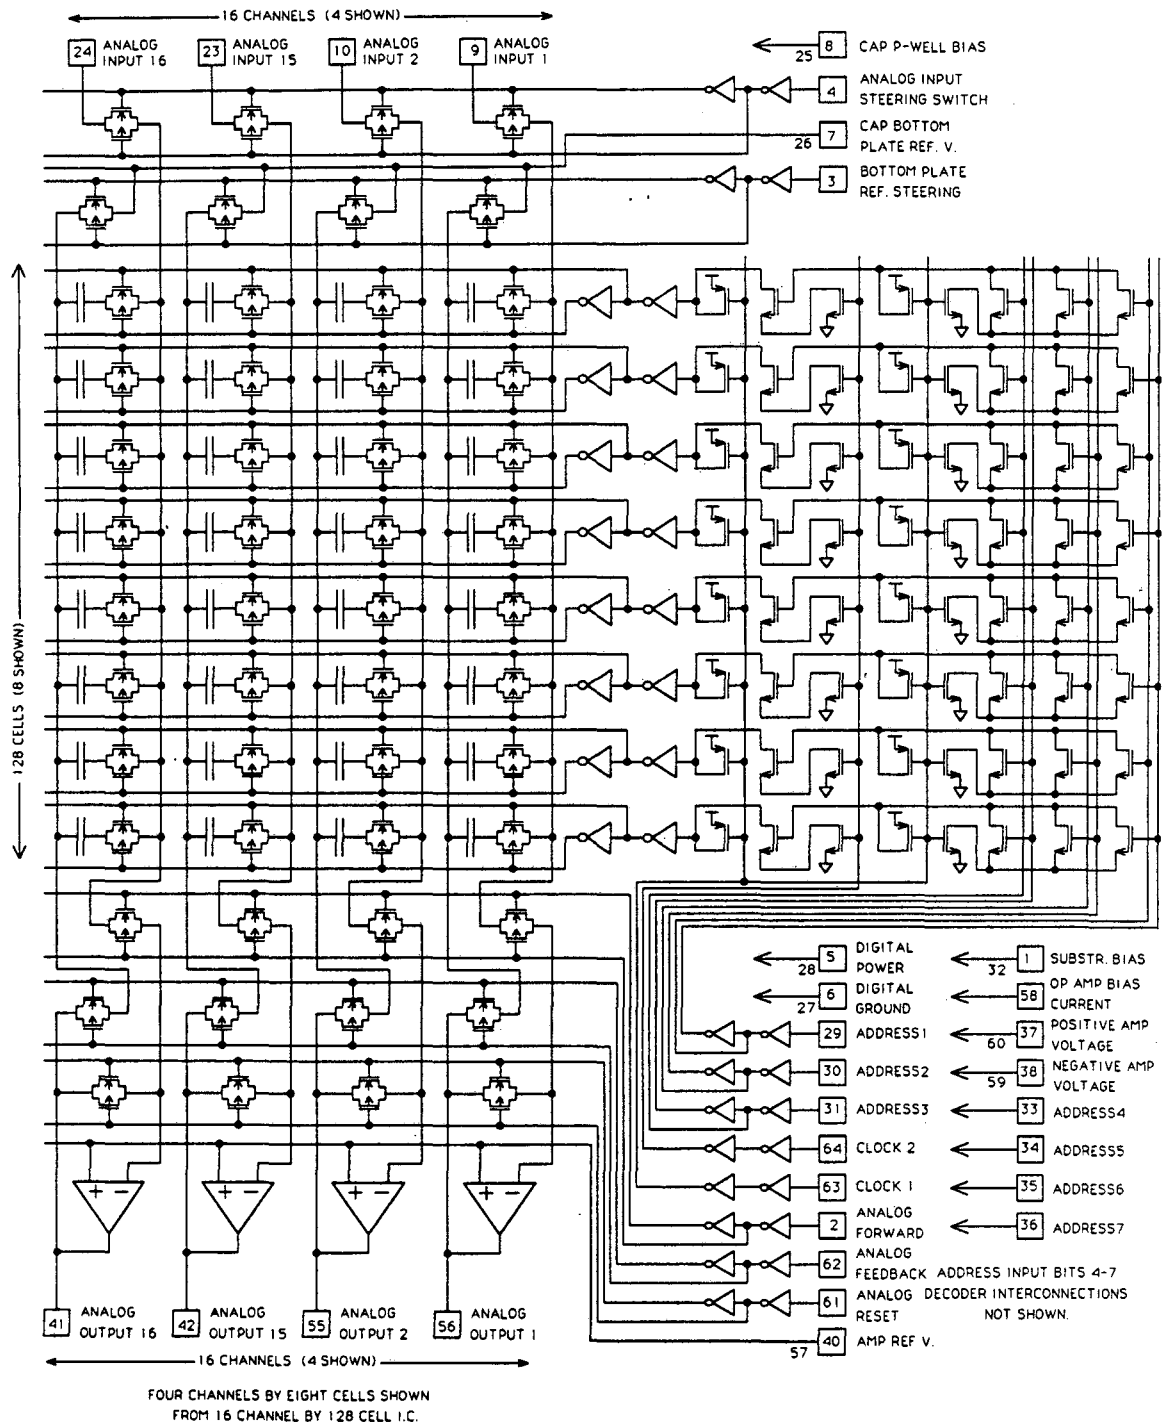 16 CHANNELS (4 SHOWN)
24 ANALOG INPUT 16
23 ANALOG INPUT 15
10 ANALOG INPUT 2
9 ANALOG INPUT 1
25 8 CAP P-WELL BIAS
4 ANALOG INPUT STEERING SWITCH
26 7 CAP BOTTOM PLATE REF. V.
3 BOTTOM PLATE REF. STEERING
128 CELLS (8 SHOWN)
28 5 DIGITAL POWER
27 6 DIGITAL GROUND
29 ADDRESS1
30 ADDRESS2
31 ADDRESS3
64 CLOCK 2
63 CLOCK 1
2 ANALOG FORWARD
62 ANALOG FEEDBACK
61 ANALOG RESET
57 40 AMP REF V.
32 1 SUBSTR. BIAS
58 OP AMP BIAS CURRENT
60 37 POSITIVE AMP VOLTAGE
59 38 NEGATIVE AMP VOLTAGE
33 ADDRESS4
34 ADDRESS5
35 ADDRESS6
36 ADDRESS7
ADDRESS INPUT BITS 4-7
DECODER INTERCONNECTIONS
NOT SHOWN.
+ −
+ −
+ −
+ −
41 ANALOG OUTPUT 16
42 ANALOG OUTPUT 15
55 ANALOG OUTPUT 2
56 ANALOG OUTPUT 1
16 CHANNELS (4 SHOWN)
FOUR CHANNELS BY EIGHT CELLS SHOWN
FROM 16 CHANNEL BY 128 CELL I.C.